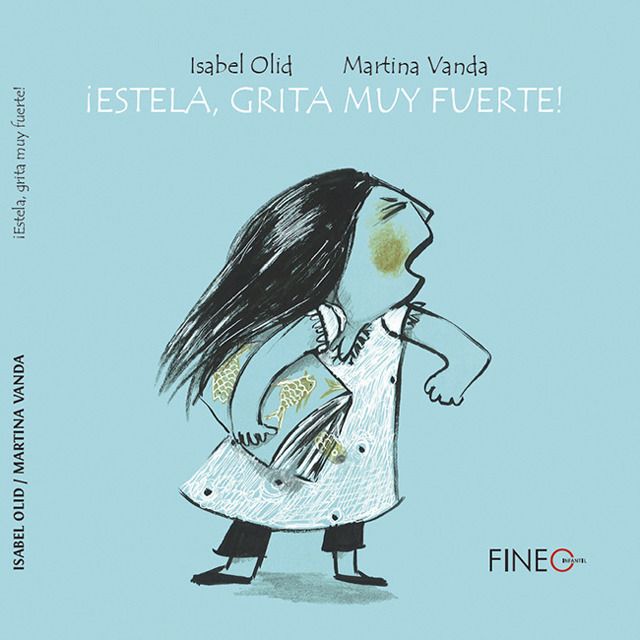 Isabel Olid Martina Vanda
¡ESTELA, GRITA MUY FUERTE!
¡Estela, grita muy fuerte!
ISABEL OLID / MARTINA VANDA
FINEO INFANTIL